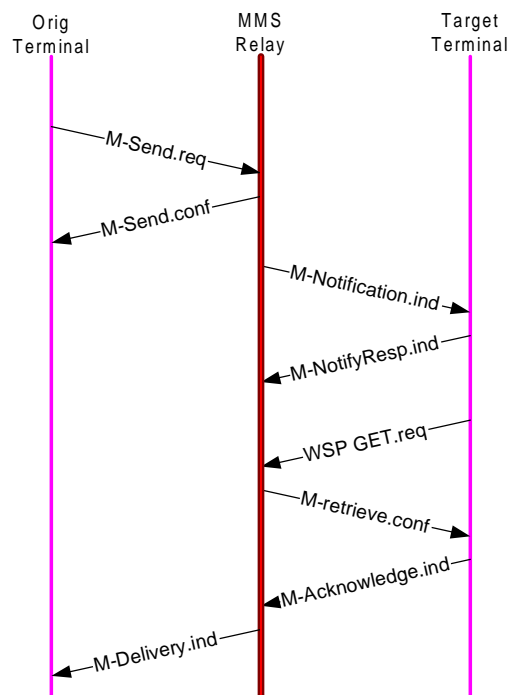 Orig
Terminal
MMS
Relay
Target
Terminal
M-Send.req
M-Send.conf
M-Notification.ind
M-NotifyResp.ind
WSP GET.req
M-retrieve.conf
M-Acknowledge.ind
M-Delivery.ind